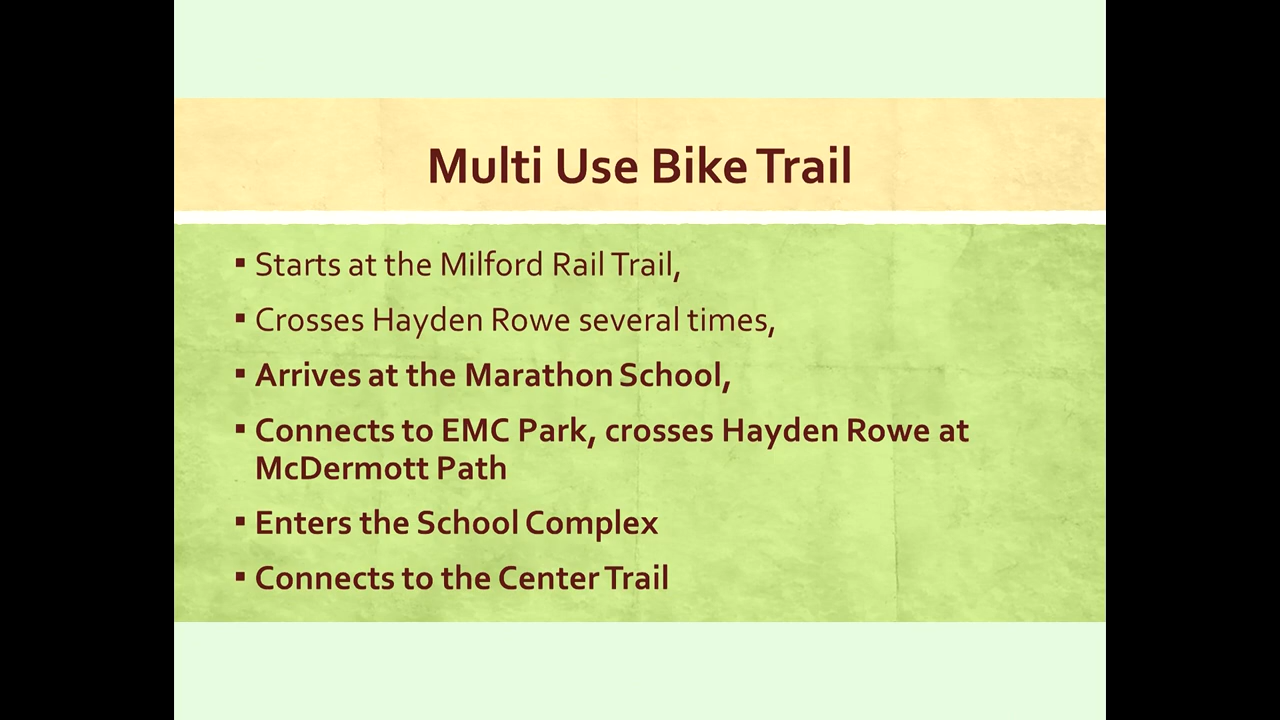 Multi Use Bike Trail
▪ Starts at the Milford Rail Trail,
▪ Crosses Hayden Rowe several times,
▪ Arrives at the Marathon School,
▪ Connects to EMC Park, crosses Hayden Rowe at
McDermott Path
▪ Enters the School Complex
▪ Connects to the Center Trail